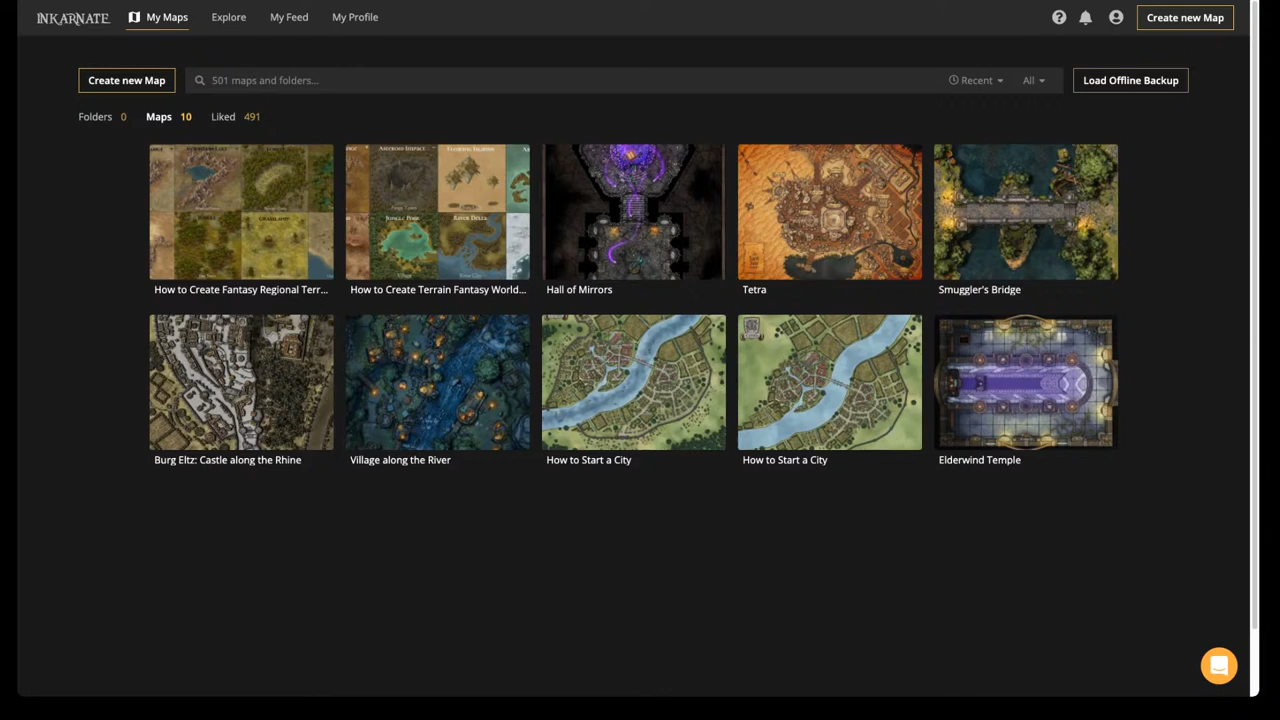 INKARNATE My Maps Explore My Feed My Profile Create new Map
Create new Map 501 maps and folders... Recent All Load Offline Backup
Folders 0 Maps 10 Liked 491
How to Create Fantasy Regional Terr... How to Create Terrain Fantasy World... Hall of Mirrors Tetra Smuggler's Bridge
Burg Eltz: Castle along the Rhine Village along the River How to Start a City How to Start a City Elderwind Temple